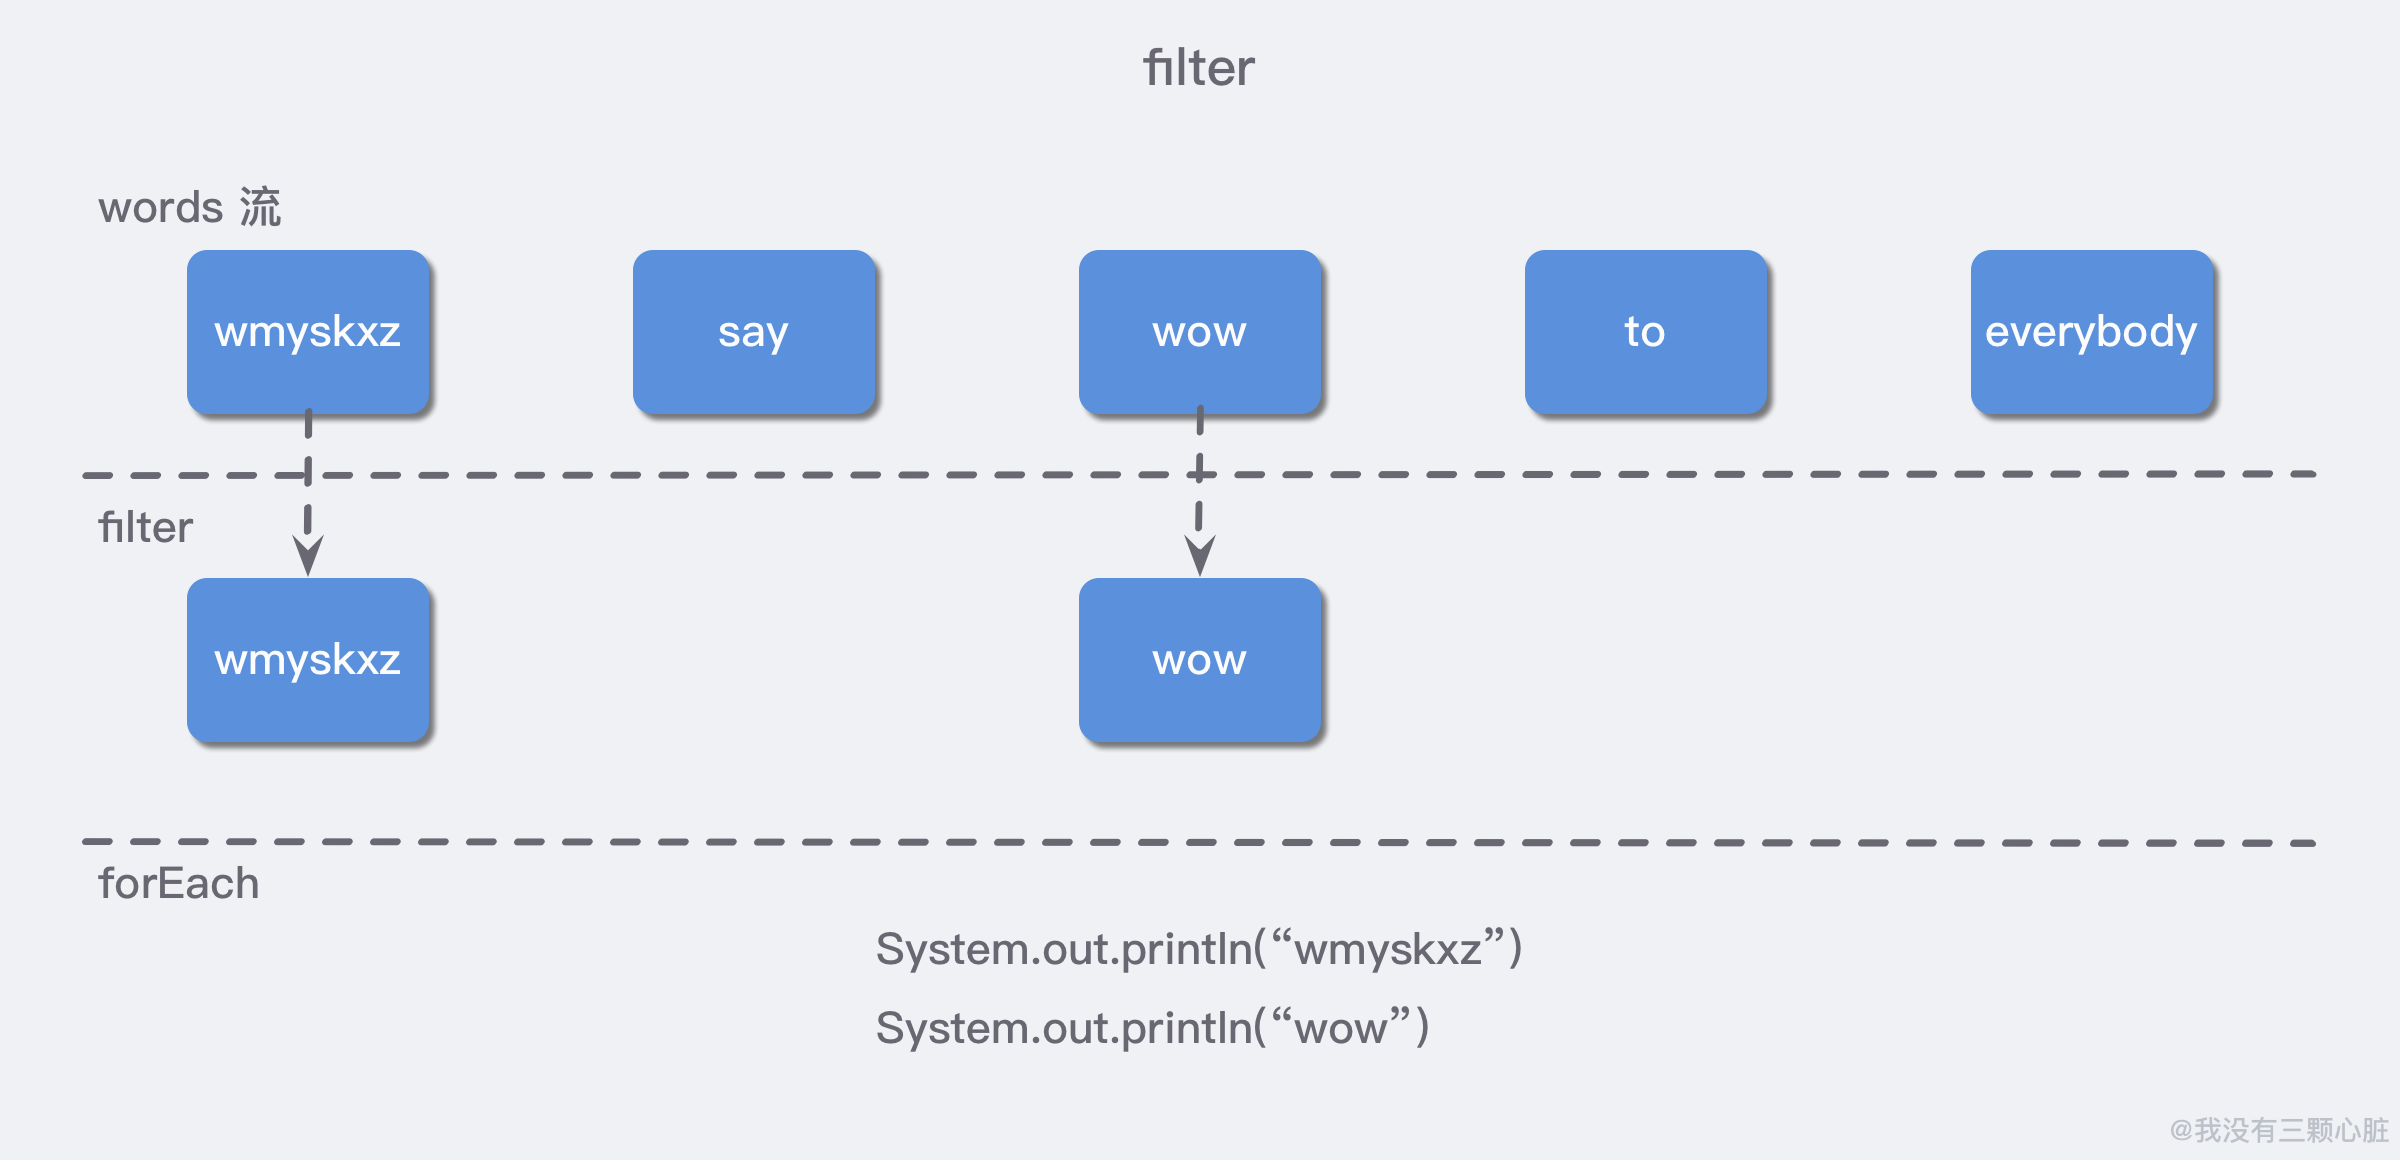 filter
words 流
wmyskxz
say
wow
to
everybody
filter
wmyskxz
wow
forEach
System.out.println(“wmyskxz”)
System.out.println(“wow”)
@我没有三颗心脏